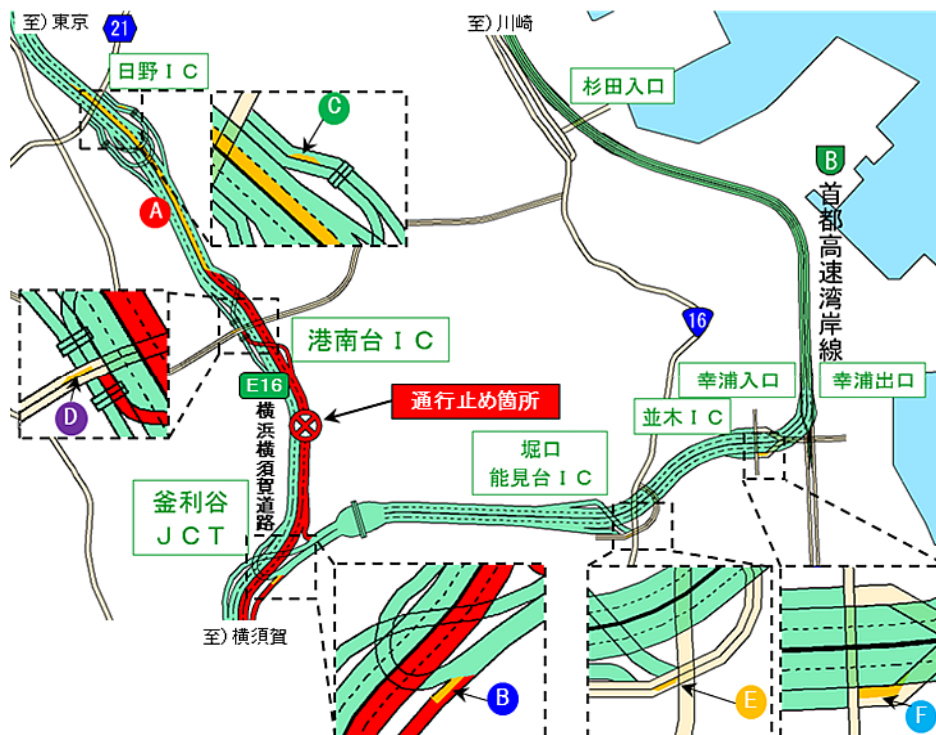 至）東京
21
至）川崎
日野ＩＣ
杉田入口
C
B
首都高速湾岸線
A
16
港南台ＩＣ
D
E16
横浜横須賀道路
通行止め箇所
幸浦入口
幸浦出口
並木ＩＣ
堀口
能見台ＩＣ
釜利谷
ＪＣＴ
至）横須賀
B
E
F